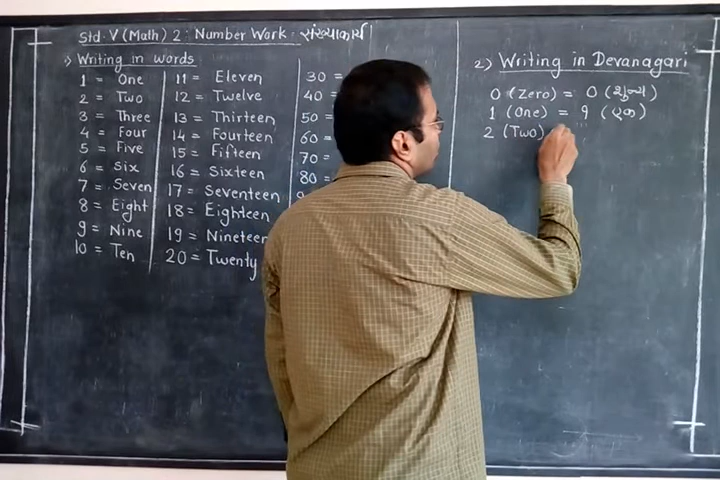 Std. V (Math) 2: Number Work - સંખ્યાકાર્ય
1) Writing in words
1 = One
2 = Two
3 = Three
4 = Four
5 = Five
6 = Six
7 = Seven
8 = Eight
9 = Nine
10 = Ten
11 = Eleven
12 = Twelve
13 = Thirteen
14 = Fourteen
15 = Fifteen
16 = Sixteen
17 = Seventeen
18 = Eighteen
19 = Nineteen
20 = Twenty
30 =
40 =
50 =
60 =
70 =
80 =
2) Writing in Devanagari
0 (Zero) = ० (शुन्य)
1 (One) = १ (एक)
2 (Two)